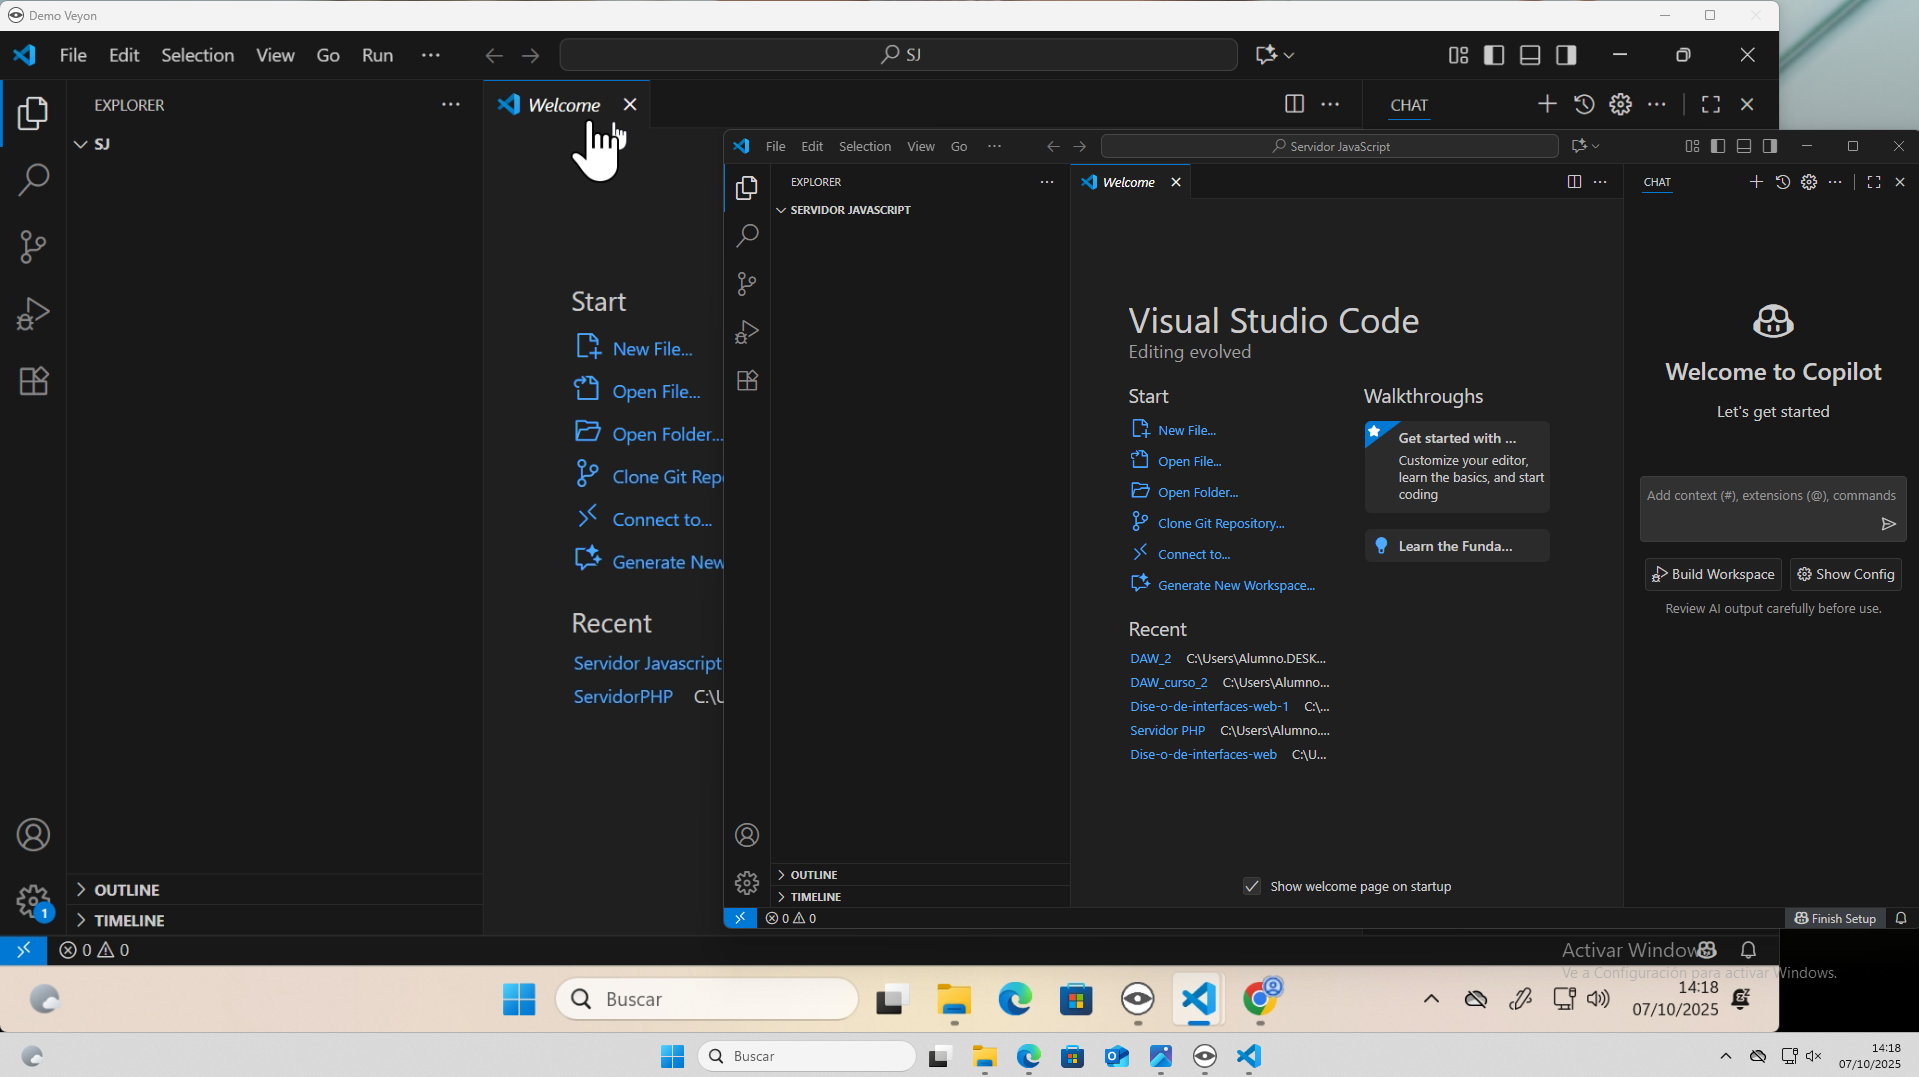 Demo Veyon
File Edit Selection View Go Run ···
SJ
EXPLORER
SJ
Welcome
CHAT
Start
New File...
Open File...
Open Folder...
Clone Git Rep
Connect to...
Generate New
Recent
Servidor Javascript
ServidorPHP C:\U
OUTLINE
TIMELINE
1
0 0
File Edit Selection View Go ···
Servidor JavaScript
EXPLORER
SERVIDOR JAVASCRIPT
Welcome
CHAT
Visual Studio Code
Editing evolved
Start
New File...
Open File...
Open Folder...
Clone Git Repository...
Connect to...
Generate New Workspace...
Recent
DAW_2 C:\Users\Alumno.DESK...
DAW_curso_2 C:\Users\Alumno...
Dise-o-de-interfaces-web-1 C:\...
Servidor PHP C:\Users\Alumno....
Dise-o-de-interfaces-web C:\U...
Walkthroughs
Get started with ...
Customize your editor,
learn the basics, and start
coding
Learn the Funda...
Show welcome page on startup
Welcome to Copilot
Let's get started
Add context (#), extensions (@), commands
Build Workspace
Show Config
Review AI output carefully before use.
OUTLINE
TIMELINE
0 0
Finish Setup
Activar Windows
Ve a Configuración para activar Windows.
Buscar
14:18
07/10/2025
Buscar
14:18
07/10/2025